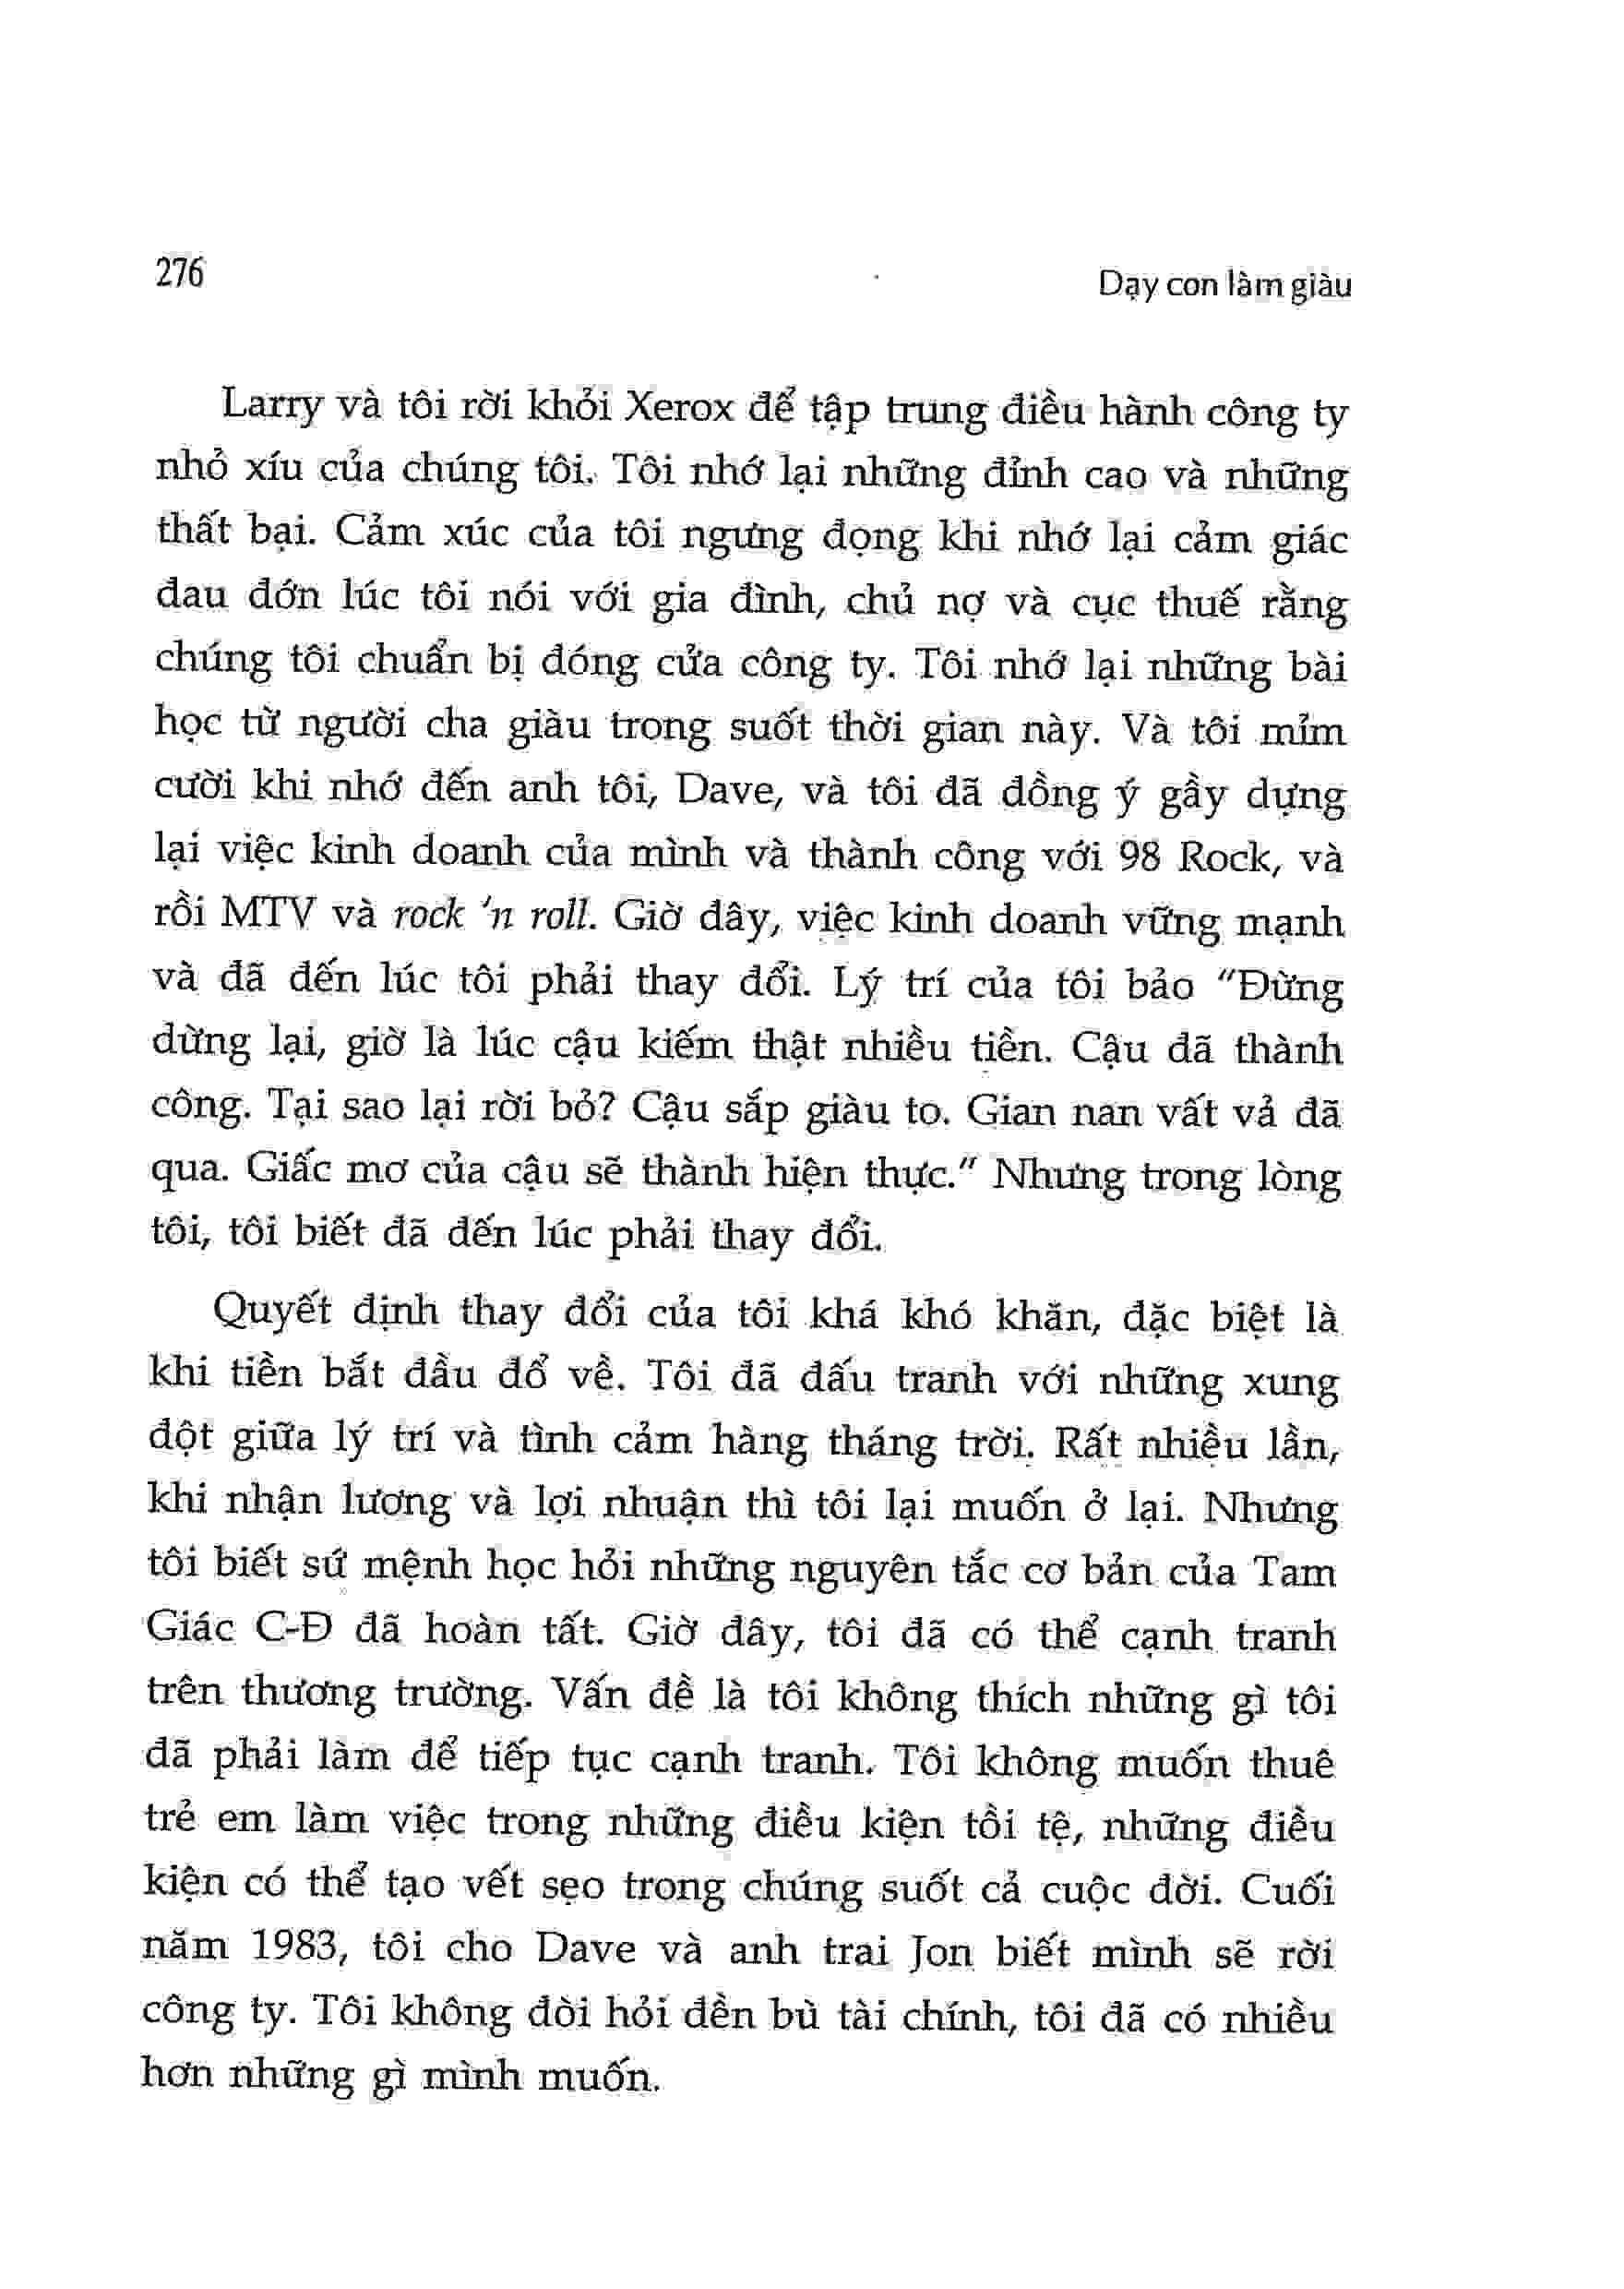 276
Dạy con làm giàu
Larry và tôi rời khỏi Xerox để tập trung điều hành công ty
nhỏ xíu của chúng tôi. Tôi nhớ lại những đỉnh cao và những
thất bại. Cảm xúc của tôi ngưng đọng khi nhớ lại cảm giác
đau đớn lúc tôi nói với gia đình, chủ nợ và cục thuế rằng
chúng tôi chuẩn bị đóng cửa công ty. Tôi nhớ lại những bài
học từ người cha giàu trong suốt thời gian này. Và tôi mỉm
cười khi nhớ đến anh tôi, Dave, và tôi đã đồng ý gầy dựng
lại việc kinh doanh của mình và thành công với 98 Rock, và
rồi MTV và rock 'n roll. Giờ đây, việc kinh doanh vững mạnh
và đã đến lúc tôi phải thay đổi. Lý trí của tôi bảo "Đừng
dừng lại, giờ là lúc cậu kiếm thật nhiều tiền. Cậu đã thành
công. Tại sao lại rời bỏ? Cậu sắp giàu to. Gian nan vất vả đã
qua. Giấc mơ của cậu sẽ thành hiện thực." Nhưng trong lòng
tôi, tôi biết đã đến lúc phải thay đổi.
Quyết định thay đổi của tôi khá khó khăn, đặc biệt là
khi tiền bắt đầu đổ về. Tôi đã đấu tranh với những xung
đột giữa lý trí và tình cảm hàng tháng trời. Rất nhiều lần,
khi nhận lương và lợi nhuận thì tôi lại muốn ở lại. Nhưng
tôi biết sứ mệnh học hỏi những nguyên tắc cơ bản của Tam
Giác C-Đ đã hoàn tất. Giờ đây, tôi đã có thể cạnh tranh
trên thương trường. Vấn đề là tôi không thích những gì tôi
đã phải làm để tiếp tục cạnh tranh. Tôi không muốn thuê
trẻ em làm việc trong những điều kiện tồi tệ, những điều
kiện có thể tạo vết sẹo trong chúng suốt cả cuộc đời. Cuối
năm 1983, tôi cho Dave và anh trai Jon biết mình sẽ rời
công ty. Tôi không đòi hỏi đền bù tài chính, tôi đã có nhiều
hơn những gì mình muốn.